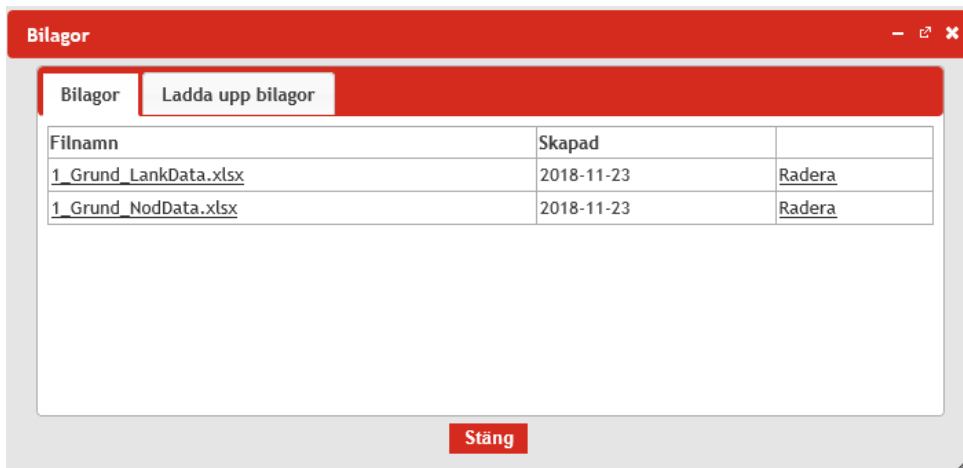 Bilagor
Bilagor Ladda upp bilagor
Filnamn Skapad
1_Grund_LankData.xlsx 2018-11-23 Radera
1_Grund_NodData.xlsx 2018-11-23 Radera
Stäng